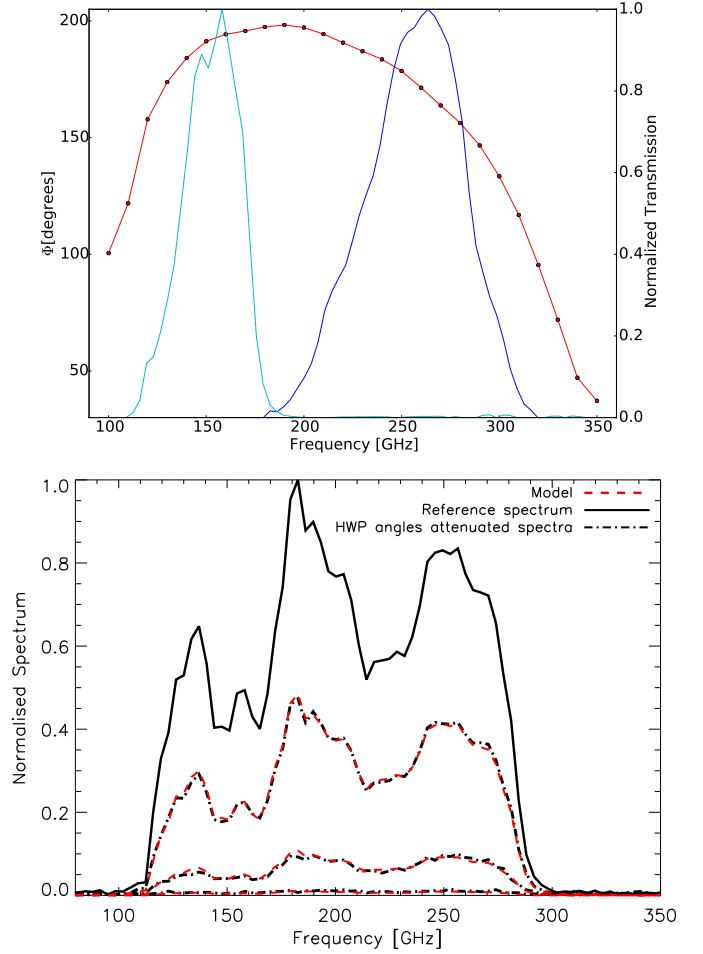 200
150
100
50
Φ[degrees]
1.0
0.8
0.6
0.4
0.2
0.0
Normalized Transmission
100 150 200 250 300 350
Frequency [GHz]
1.0
0.8
0.6
0.4
0.2
0.0
Normalised Spectrum
Model
Reference spectrum
HWP angles attenuated spectra
100 150 200 250 300 350
Frequency [GHz]